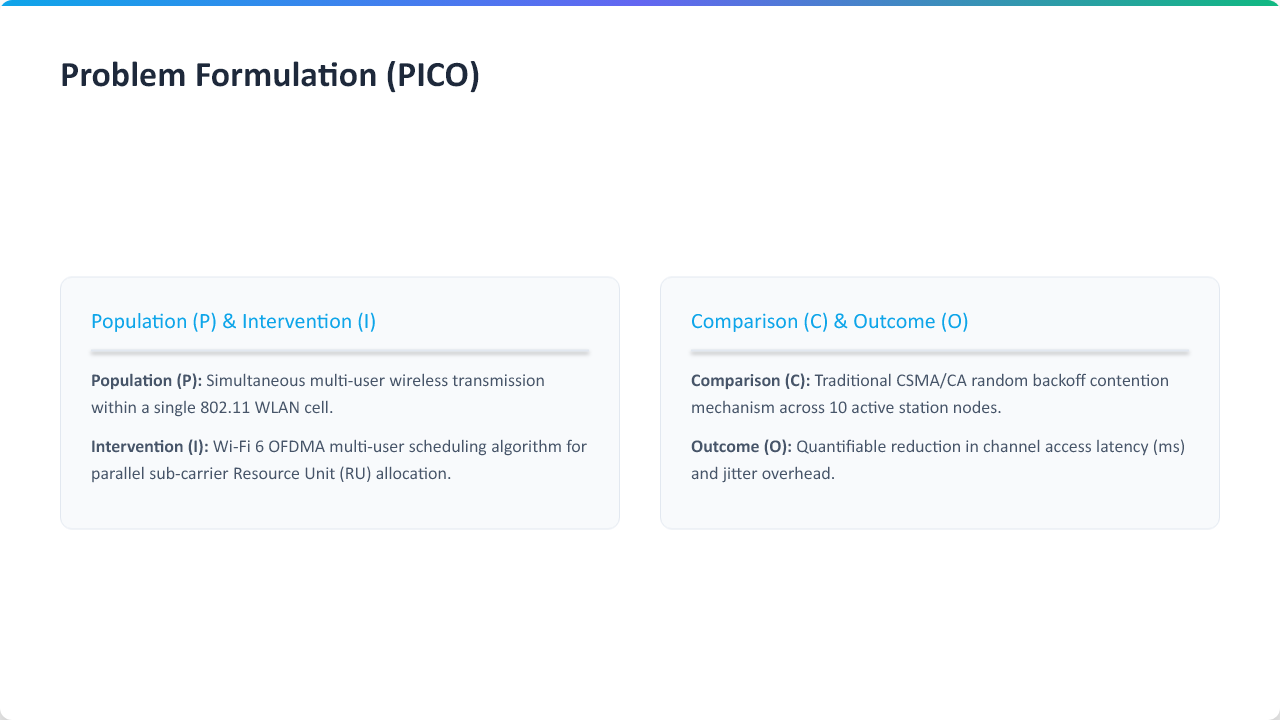 Problem Formulation (PICO)
Population (P) & Intervention (I)
Population (P): Simultaneous multi-user wireless transmission
within a single 802.11 WLAN cell.
Intervention (I): Wi-Fi 6 OFDMA multi-user scheduling algorithm for
parallel sub-carrier Resource Unit (RU) allocation.
Comparison (C) & Outcome (O)
Comparison (C): Traditional CSMA/CA random backoff contention
mechanism across 10 active station nodes.
Outcome (O): Quantifiable reduction in channel access latency (ms)
and jitter overhead.